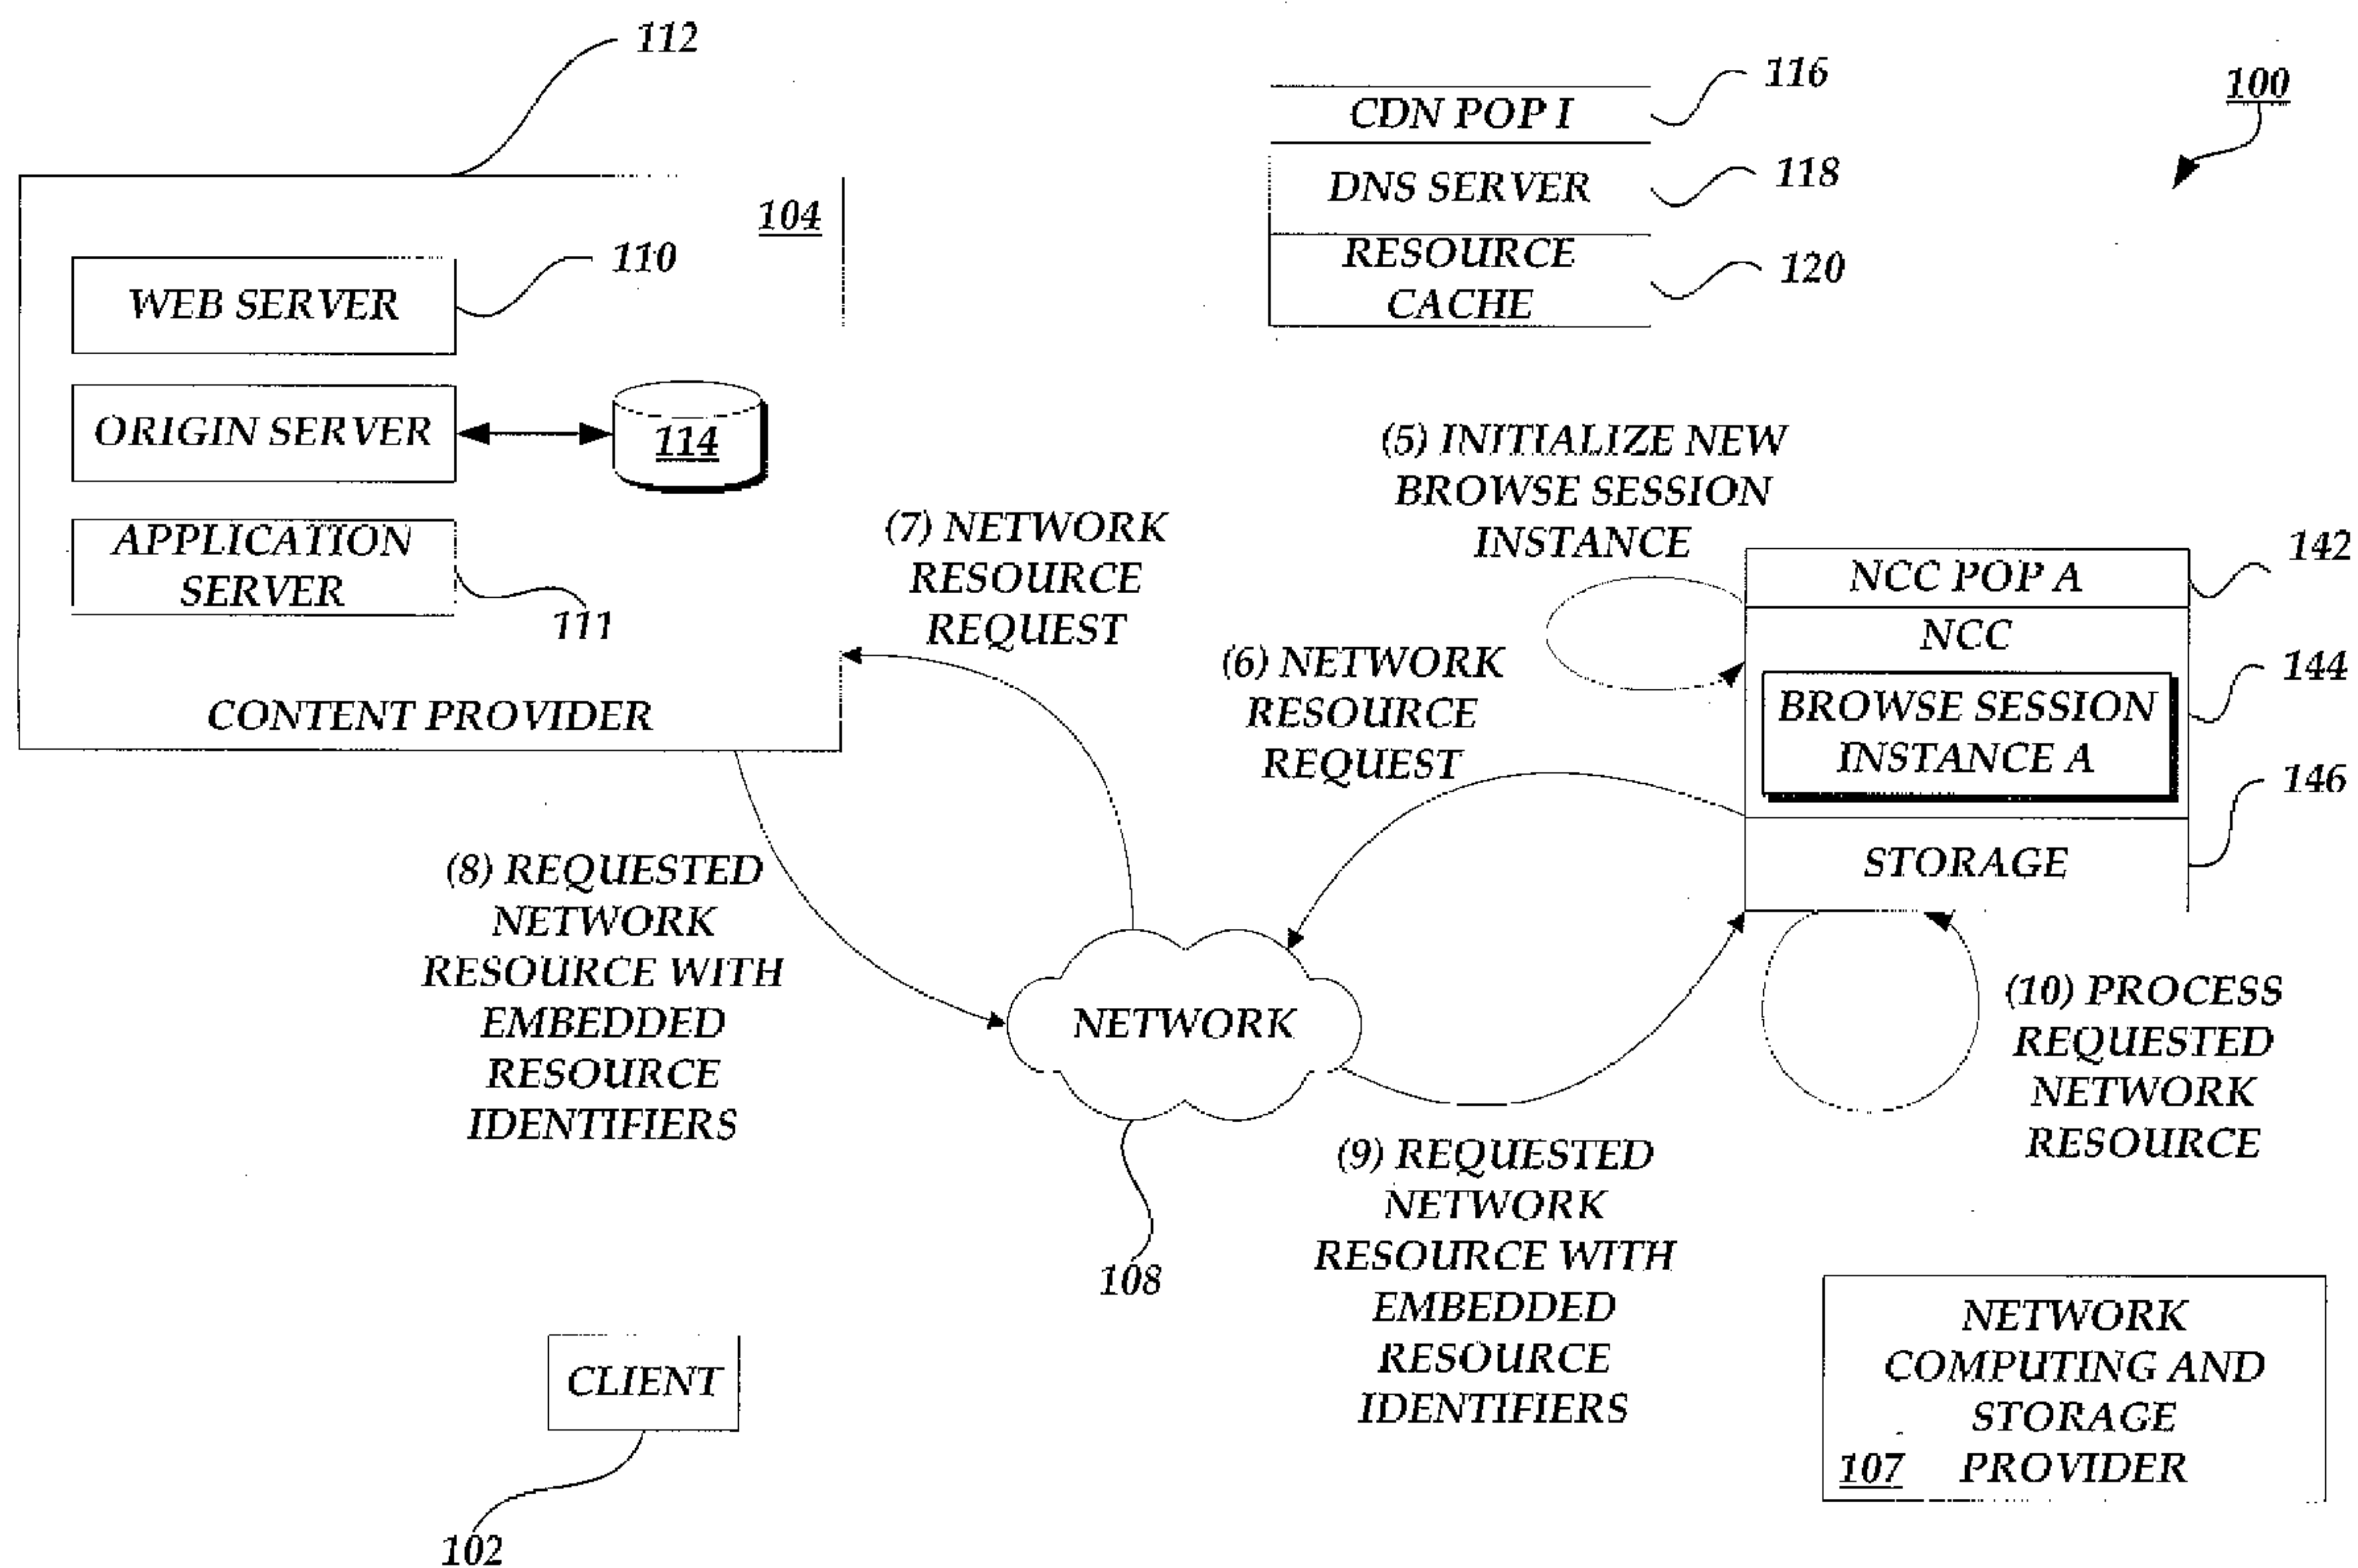 112
104
WEB SERVER
110
ORIGIN SERVER
114
APPLICATION
SERVER
111
CONTENT PROVIDER
CDN POP I
116
DNS SERVER
118
RESOURCE
CACHE
120
100
(5) INITIALIZE NEW
BROWSE SESSION
INSTANCE
(7) NETWORK
RESOURCE
REQUEST
(6) NETWORK
RESOURCE
REQUEST
NCC POP A
142
NCC
144
BROWSE SESSION
INSTANCE A
146
STORAGE
(8) REQUESTED
NETWORK
RESOURCE WITH
EMBEDDED
RESOURCE
IDENTIFIERS
NETWORK
108
(10) PROCESS
REQUESTED
NETWORK
RESOURCE
(9) REQUESTED
NETWORK
RESOURCE WITH
EMBEDDED
RESOURCE
IDENTIFIERS
CLIENT
102
NETWORK
COMPUTING AND
STORAGE
107 PROVIDER